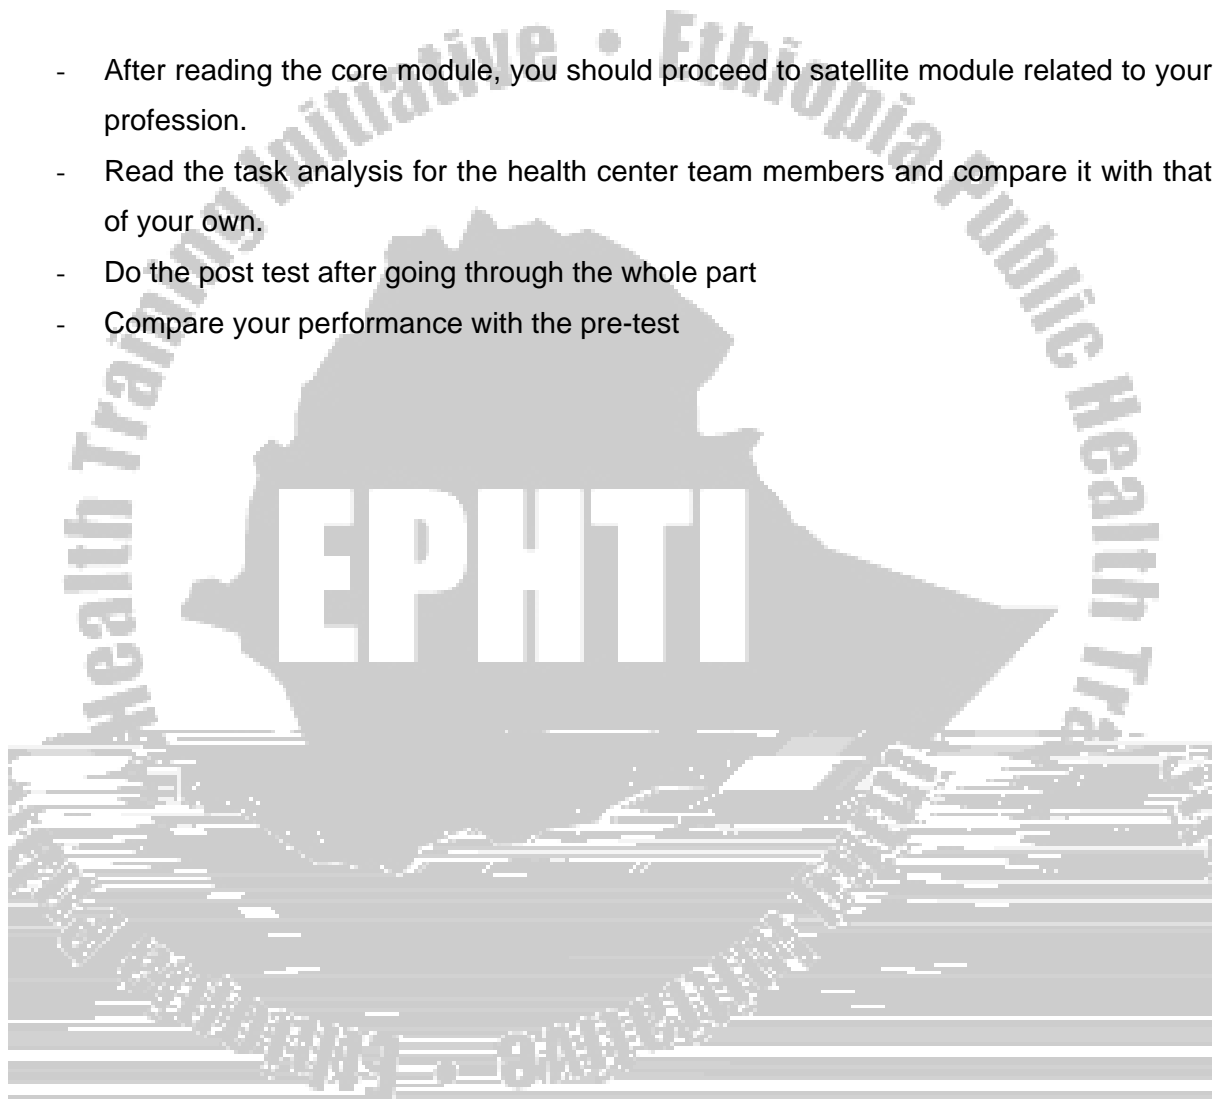 - After reading the core module, you should proceed to satellite module related to your
profession.
- Read the task analysis for the health center team members and compare it with that
of your own.
- Do the post test after going through the whole part
- Compare your performance with the pre-test
Health Training Initiative • Ethiopia Public Health Tra
EPHTI